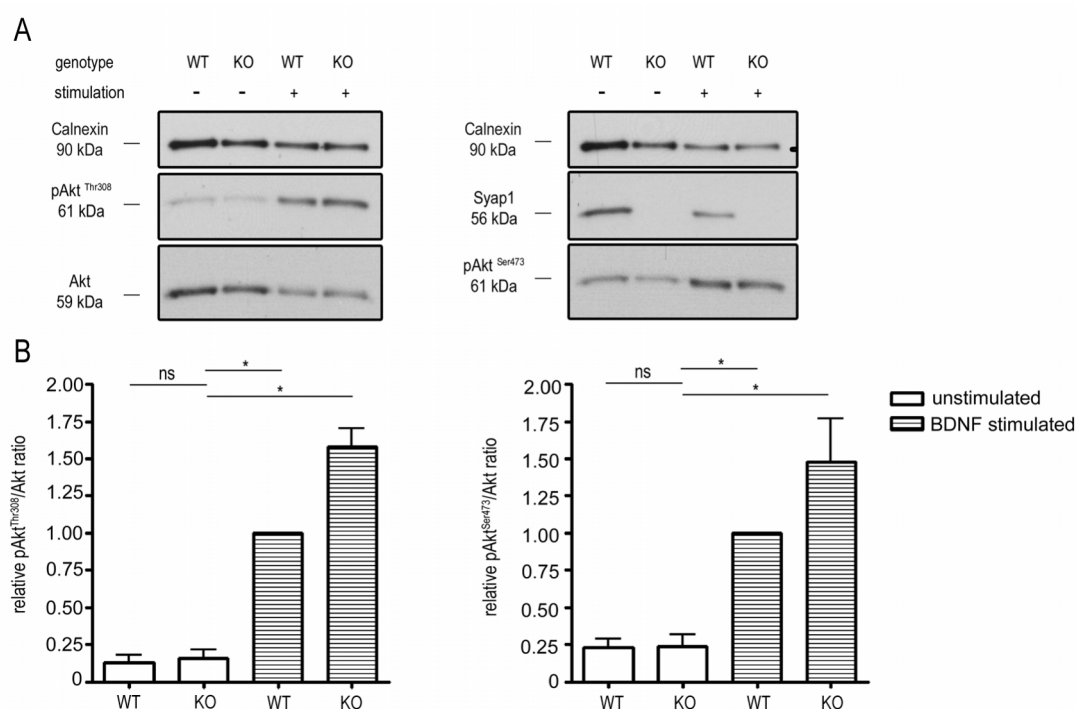 A
genotype WT KO WT KO
stimulation - - + +
Calnexin
90 kDa
pAkt Thr308
61 kDa
Akt
59 kDa
WT KO WT KO
- - + +
Calnexin
90 kDa
Syap1
56 kDa
pAkt Ser473
61 kDa
B
relative pAktThr308/Akt ratio
2.00
1.75
1.50
1.25
1.00
0.75
0.50
0.25
0
ns
*
*
WT KO WT KO
relative pAktSer473/Akt ratio
2.00
1.75
1.50
1.25
1.00
0.75
0.50
0.25
0
ns
*
*
WT KO WT KO
unstimulated
BDNF stimulated